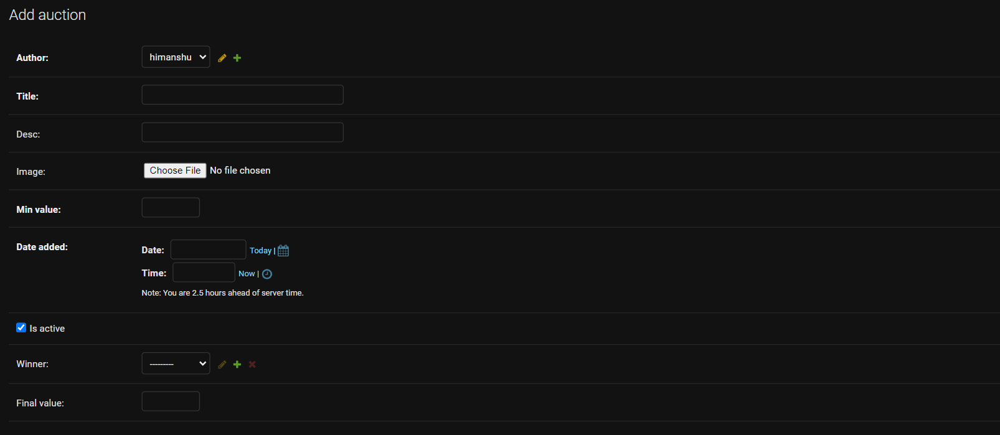 Add auction
Author: himanshu
Title:
Desc:
Image: Choose File No file chosen
Min value:
Date added:
Date: Today |
Time: Now |
Note: You are 2.5 hours ahead of server time.
Is active
Winner: ---------
Final value: